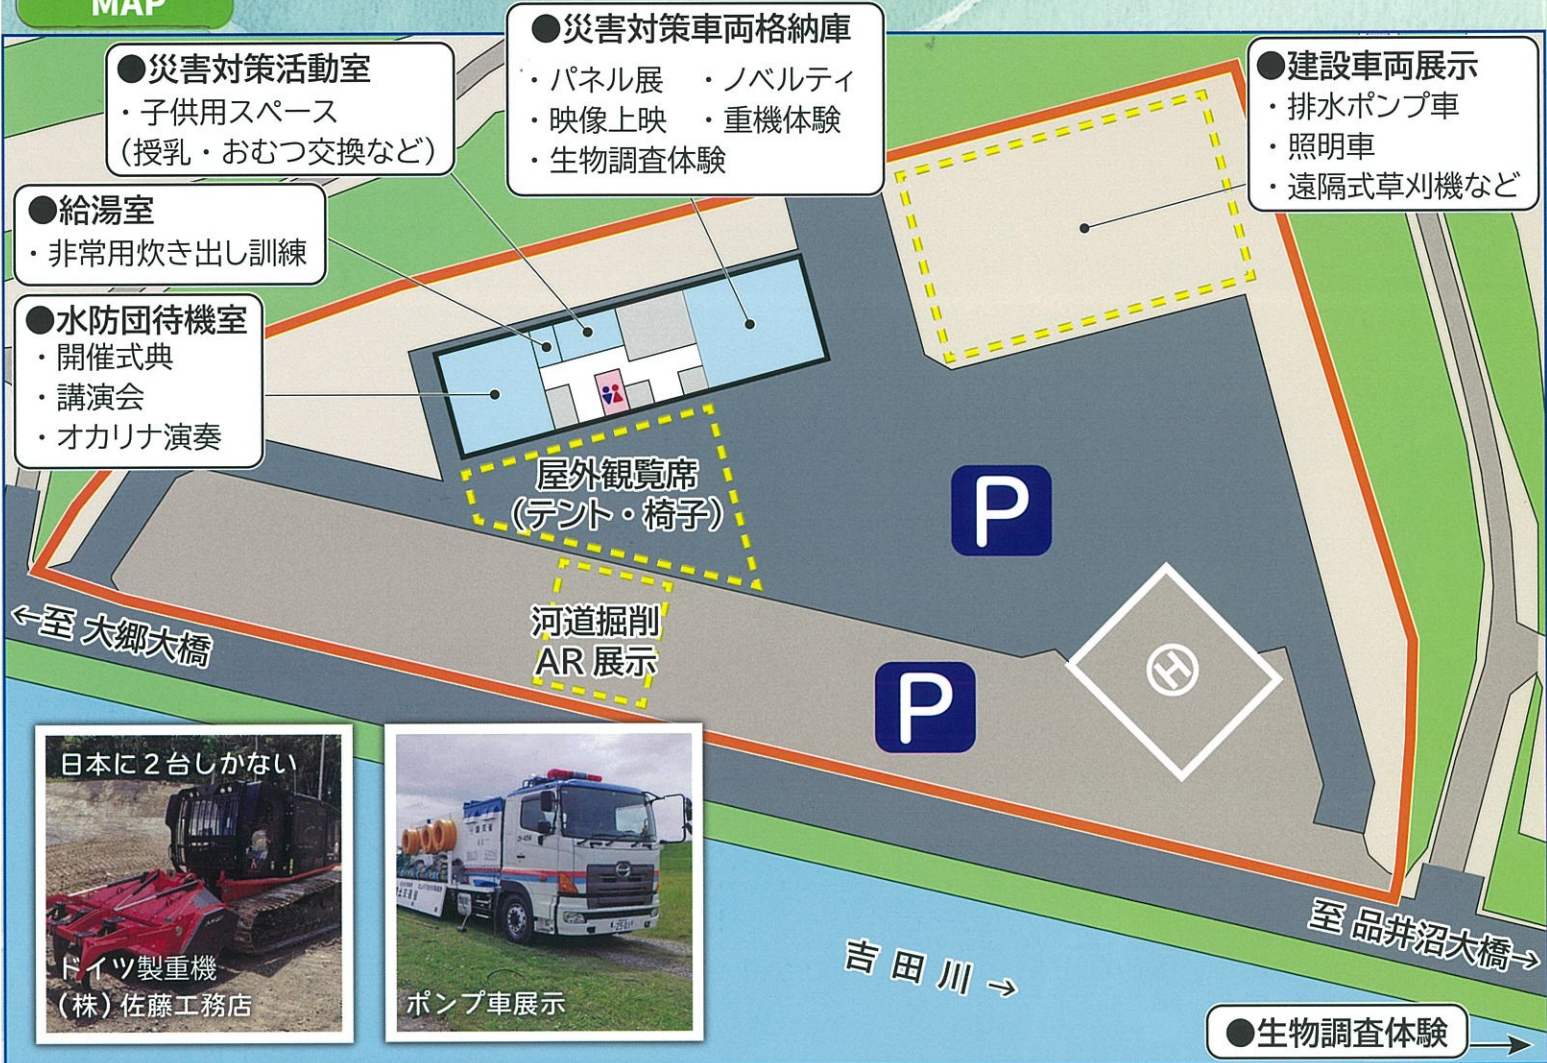 MAP
●災害対策活動室
・子供用スペース
(授乳・おむつ交換など)
●災害対策車両格納庫
・パネル展 ・ノベルティ
・映像上映 ・重機体験
・生物調査体験
●建設車両展示
・排水ポンプ車
・照明車
・遠隔式草刈機など
●給湯室
・非常用炊き出し訓練
●水防団待機室
・開催式典
・講演会
・オカリナ演奏
屋外観覧席
(テント・椅子)
P
河道掘削
AR 展示
P
H
←至 大郷大橋
至 品井沼大橋→
吉田川→
日本に2台しかない
ドイツ製重機
(株)佐藤工務店
ポンプ車展示
●生物調査体験